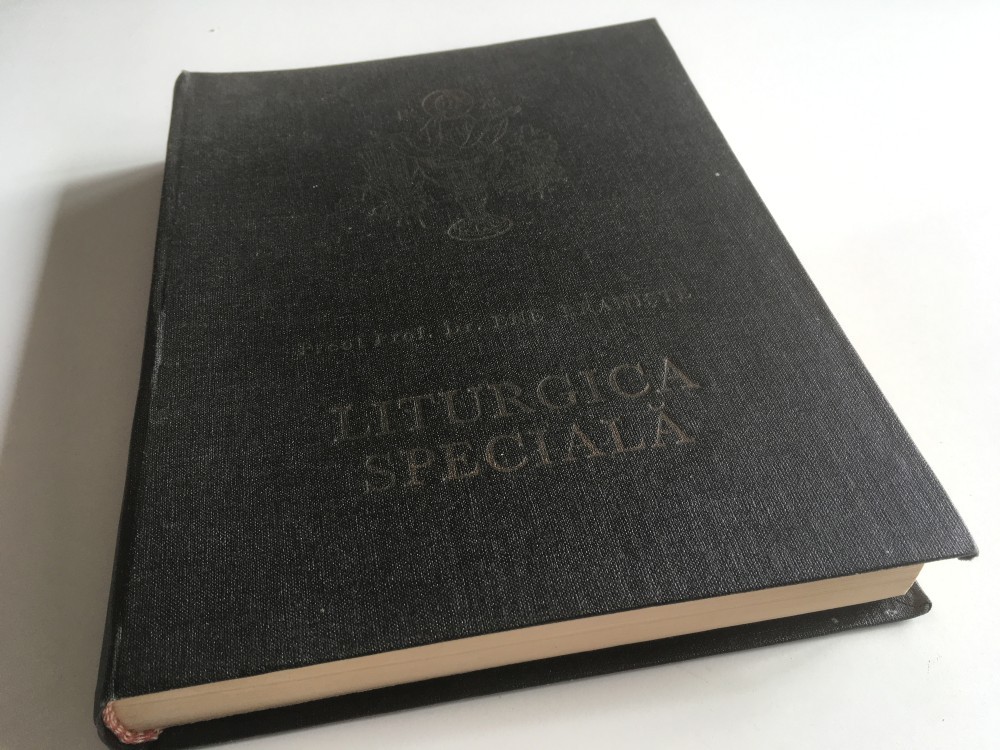 Preot Prof. Dr. ENE BRANIȘTE
LITURGICA
SPECIALĂ